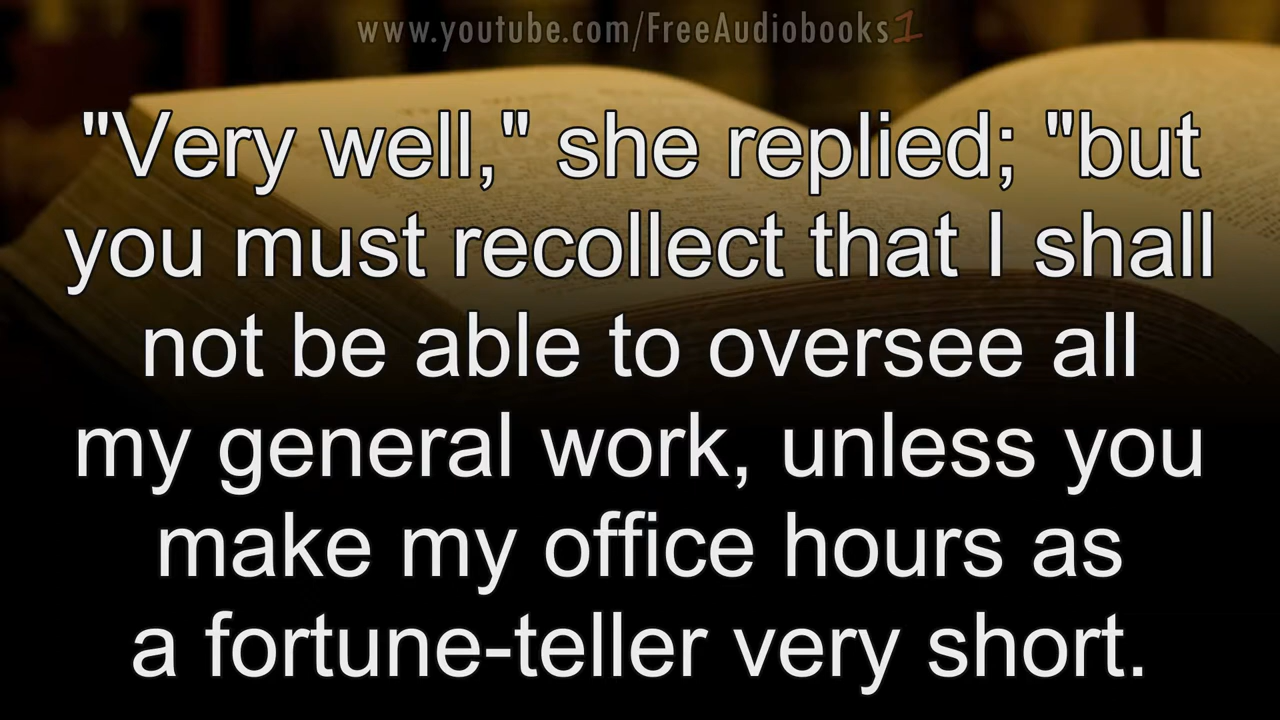 www.youtube.com/FreeAudiobooks1
"Very well," she replied; "but
you must recollect that I shall
not be able to oversee all
my general work, unless you
make my office hours as
a fortune-teller very short.